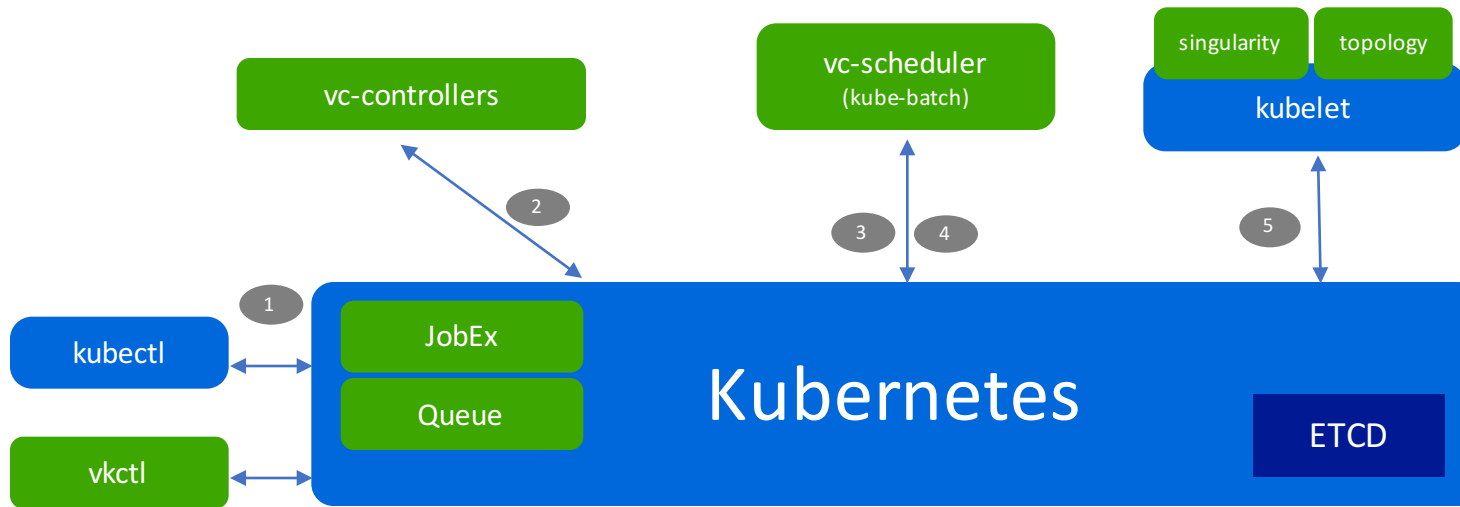 singularity
topology
vc-scheduler
(kube-batch)
vc-controllers
kubelet
2
3
4
5
1
JobEx
kubectl
Kubernetes
Queue
ETCD
vkctl